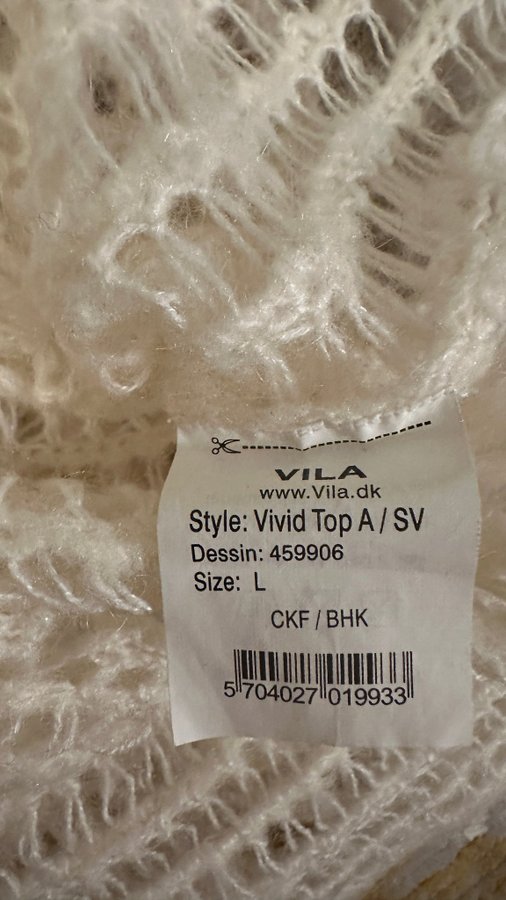 VILA
www.Vila.dk
Style: Vivid Top A / SV
Dessin: 459906
Size: L
CKF / BHK
5 704027 019933